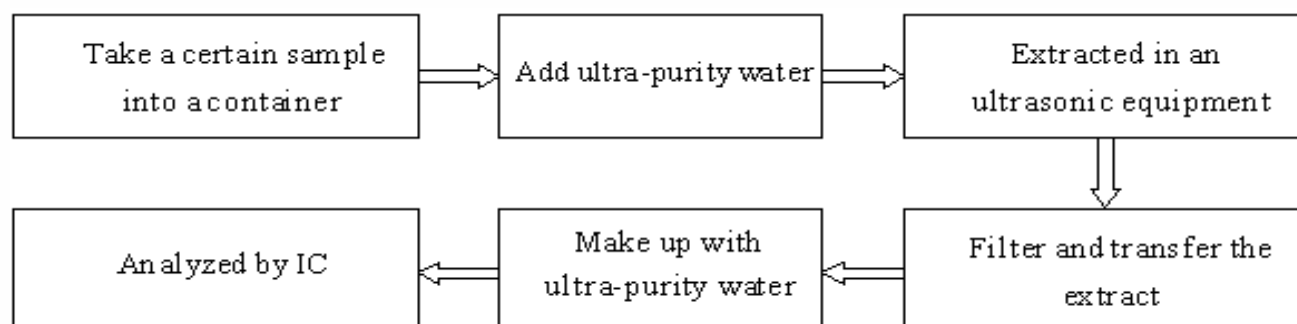 Take a certain sample
into a container
Add ultra-purity water
Extracted in an
ultrasonic equipment
Filter and transfer the
extract
Make up with
ultra-purity water
Analyzed by IC